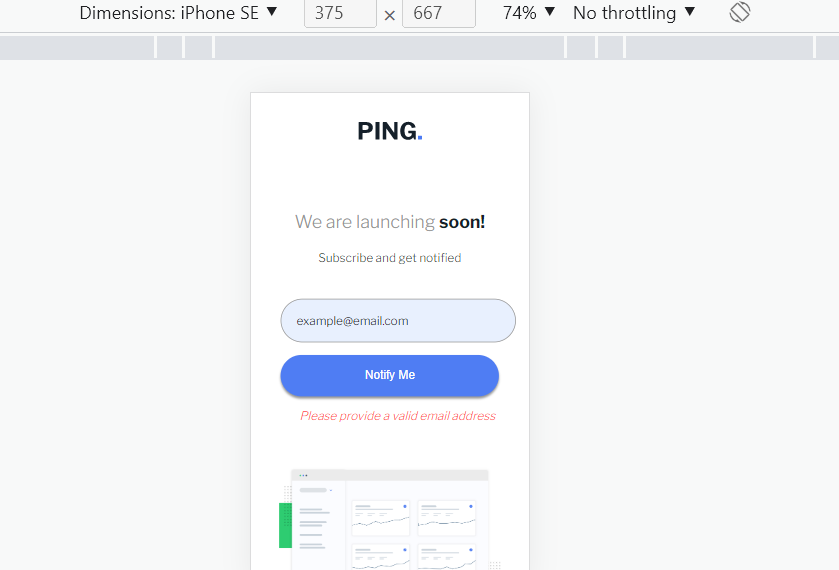 Dimensions: iPhone SE ▼ 375 × 667 74% ▼ No throttling ▼
PING.
We are launching soon!
Subscribe and get notified
example@email.com
Notify Me
Please provide a valid email address